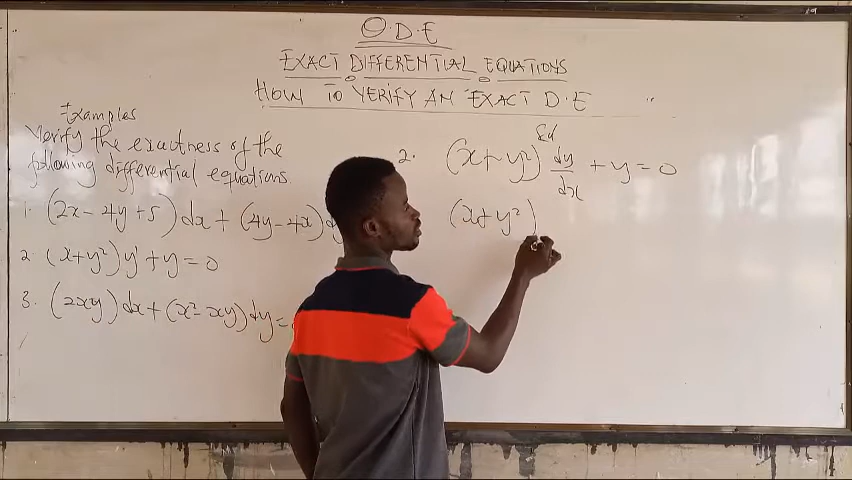 O.D.E
EXACT DIFFERENTIAL EQUATIONS
HOW TO VERIFY AN EXACT D.E
Examples
Verify the exactness of the
following differential equations
1. (2x - 4y + 5)dx + (4y - 4x)
2. (x + y²)y' + y = 0
3. (2xy)dx + (x² - xy)dy =
2. (x + y²) dy/dx + y = 0
(x + y²)